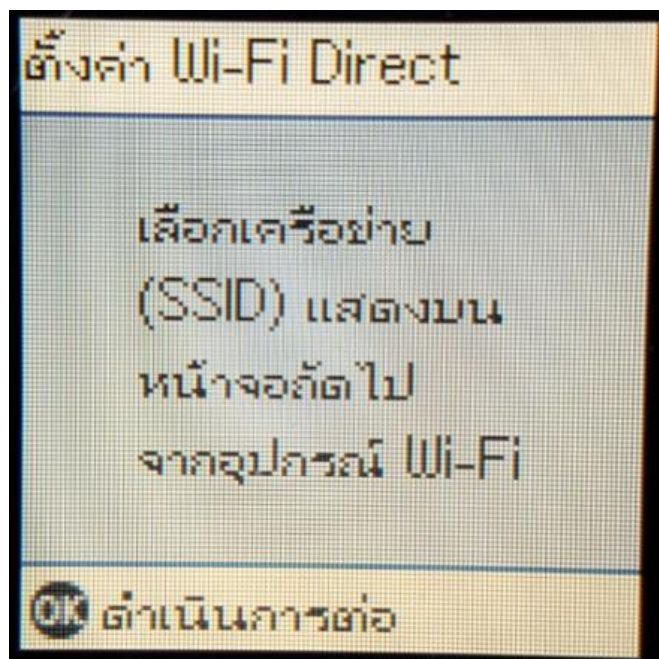 ตั้งค่า Wi-Fi Direct
เลือกเครือข่าย
(SSID) แสดงบน
หน้าจอถัดไป
จากอุปกรณ์ Wi-Fi
OK ดำเนินการต่อ